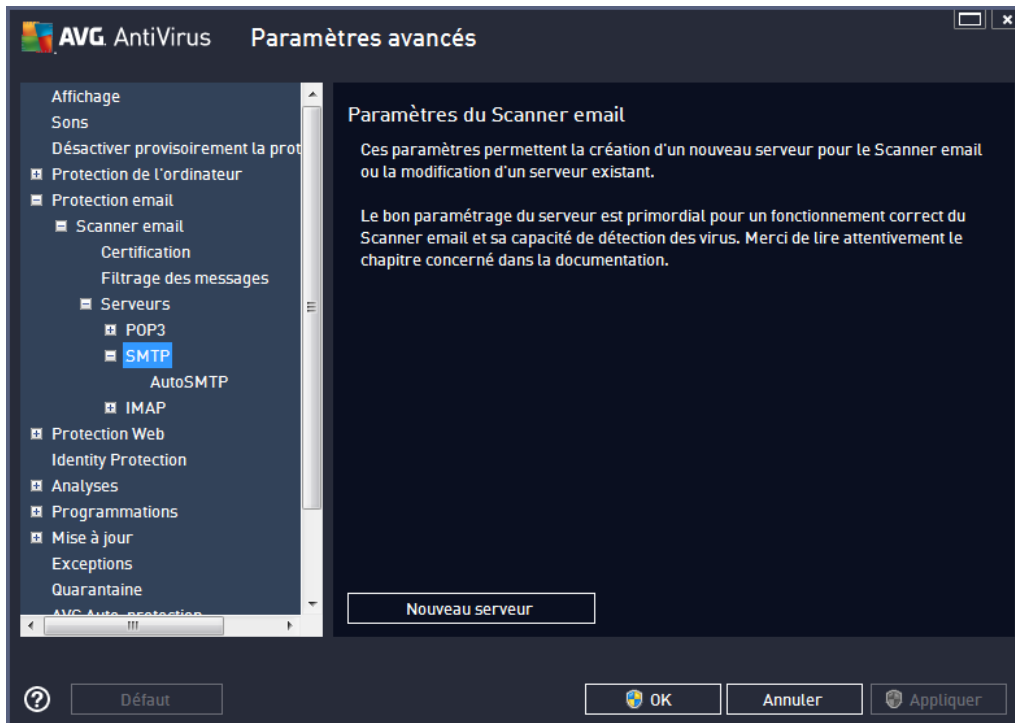 AVG. AntiVirus Paramètres avancés
Affichage
Sons
Désactiver provisoirement la prot
Protection de l'ordinateur
Protection email
Scanner email
Certification
Filtrage des messages
Serveurs
POP3
SMTP
AutoSMTP
IMAP
Protection Web
Identity Protection
Analyses
Programmations
Mise à jour
Exceptions
Quarantaine
AVG Auto-protection
Paramètres du Scanner email
Ces paramètres permettent la création d'un nouveau serveur pour le Scanner email
ou la modification d'un serveur existant.
Le bon paramétrage du serveur est primordial pour un fonctionnement correct du
Scanner email et sa capacité de détection des virus. Merci de lire attentivement le
chapitre concerné dans la documentation.
Nouveau serveur
Défaut
OK
Annuler
Appliquer